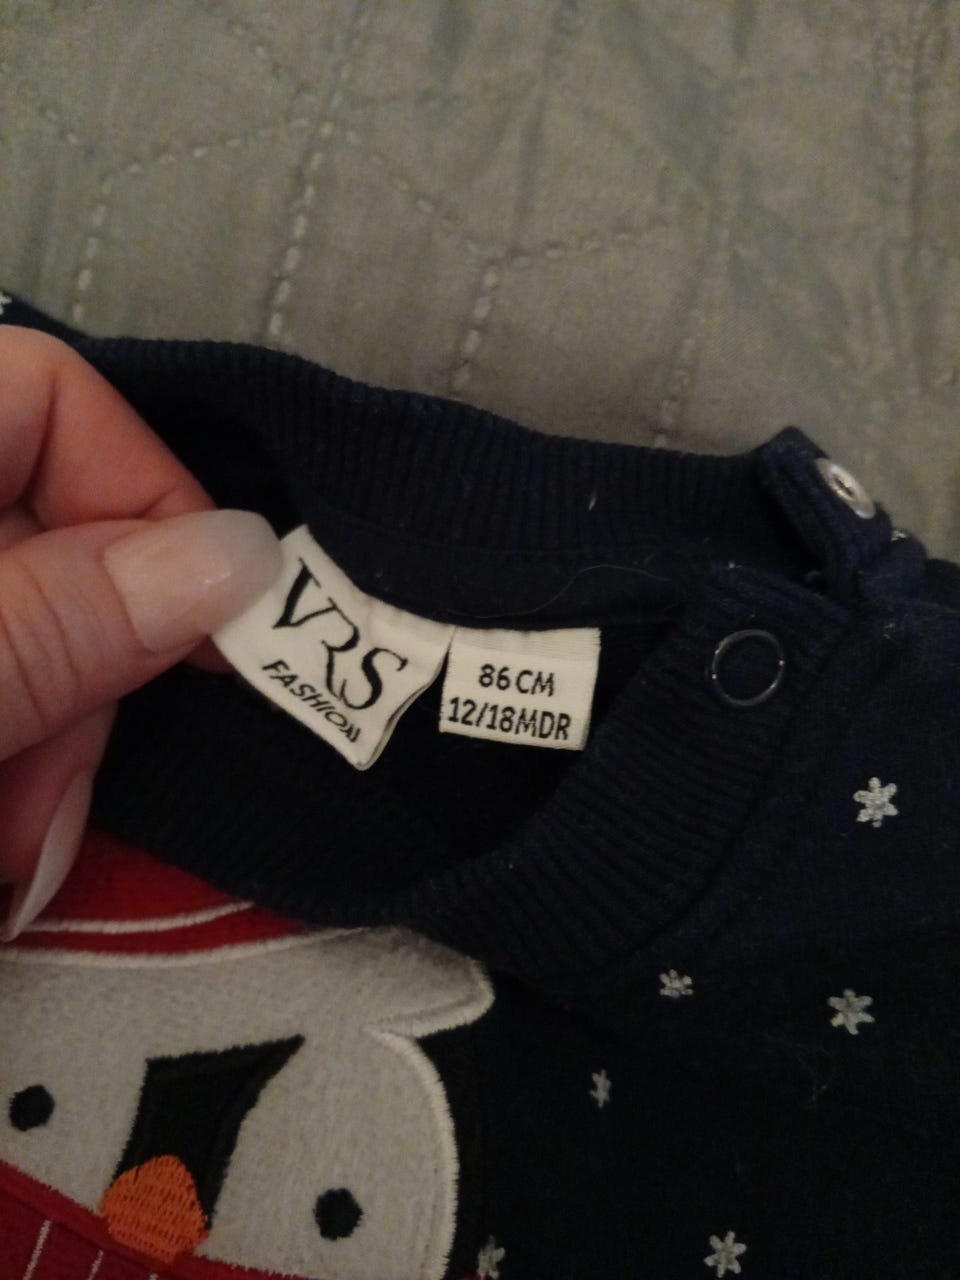 VRS
FASHION
86 CM
12/18MDR